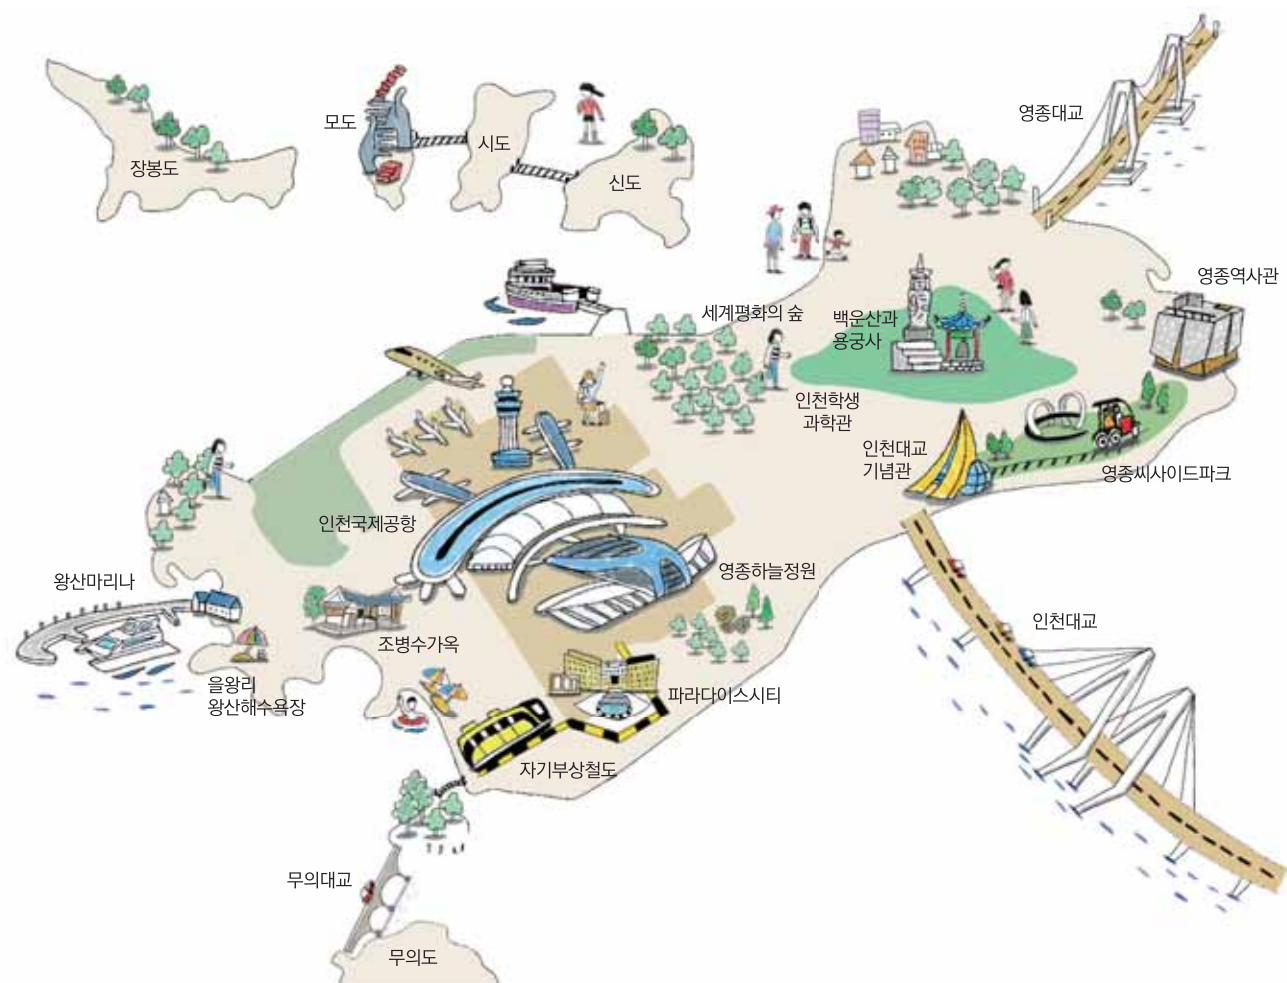 영종대교
모도
시도
장봉도
신도
영종역사관
세계평화의 숲
백운산과
용궁사
인천학생
과학관
인천대교
기념관
영종씨사이드파크
인천국제공항
왕산마리나
영종하늘정원
인천대교
조병수가옥
을왕리
왕산해수욕장
파라다이스시티
자기부상철도
무의대교
무의도